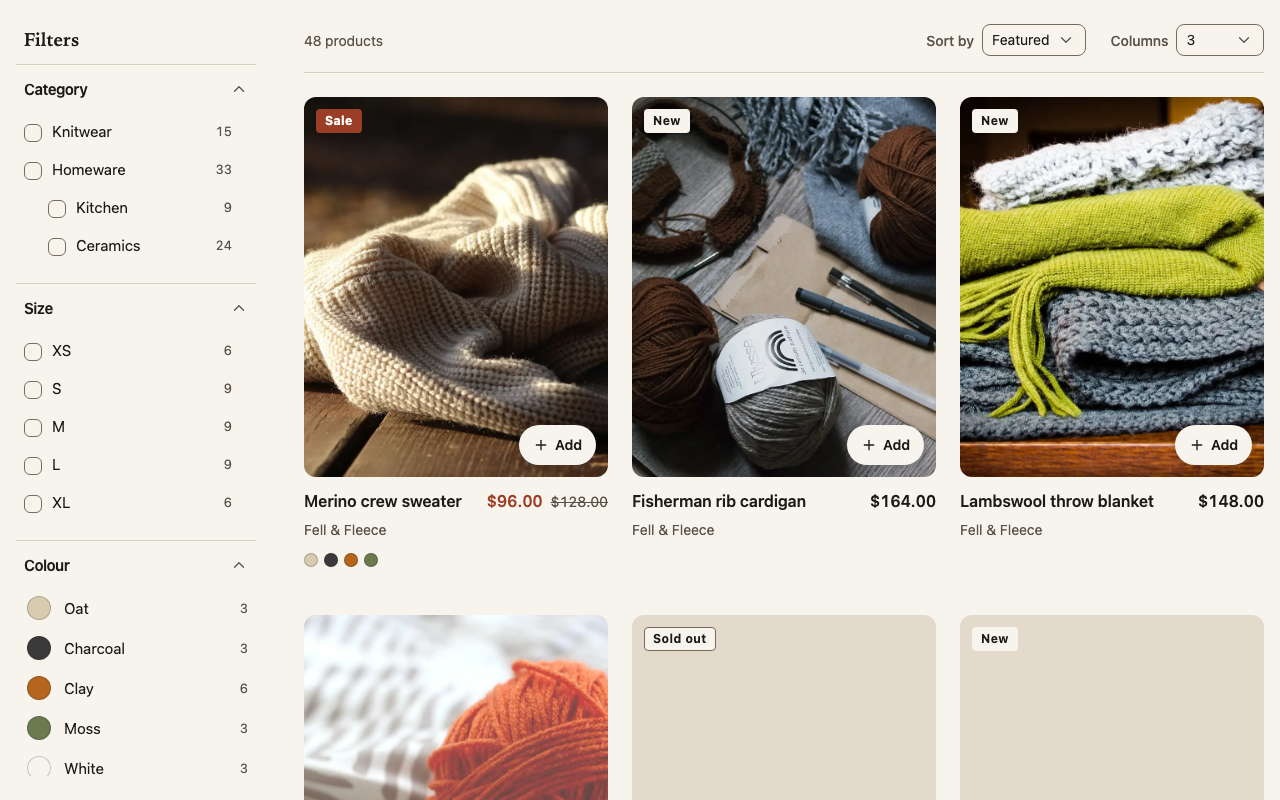 Filters
Category
Knitwear 15
Homeware 33
Kitchen 9
Ceramics 24
Size
XS 6
S 9
M 9
L 9
XL 6
Colour
Oat 3
Charcoal 3
Clay 6
Moss 3
White 3
48 products
Sort by Featured Columns 3
Sale
Add
Merino crew sweater $96.00 $128.00
Fell & Fleece
New
Add
Fisherman rib cardigan $164.00
Fell & Fleece
New
Add
Lambswool throw blanket $148.00
Fell & Fleece
Sold out
New